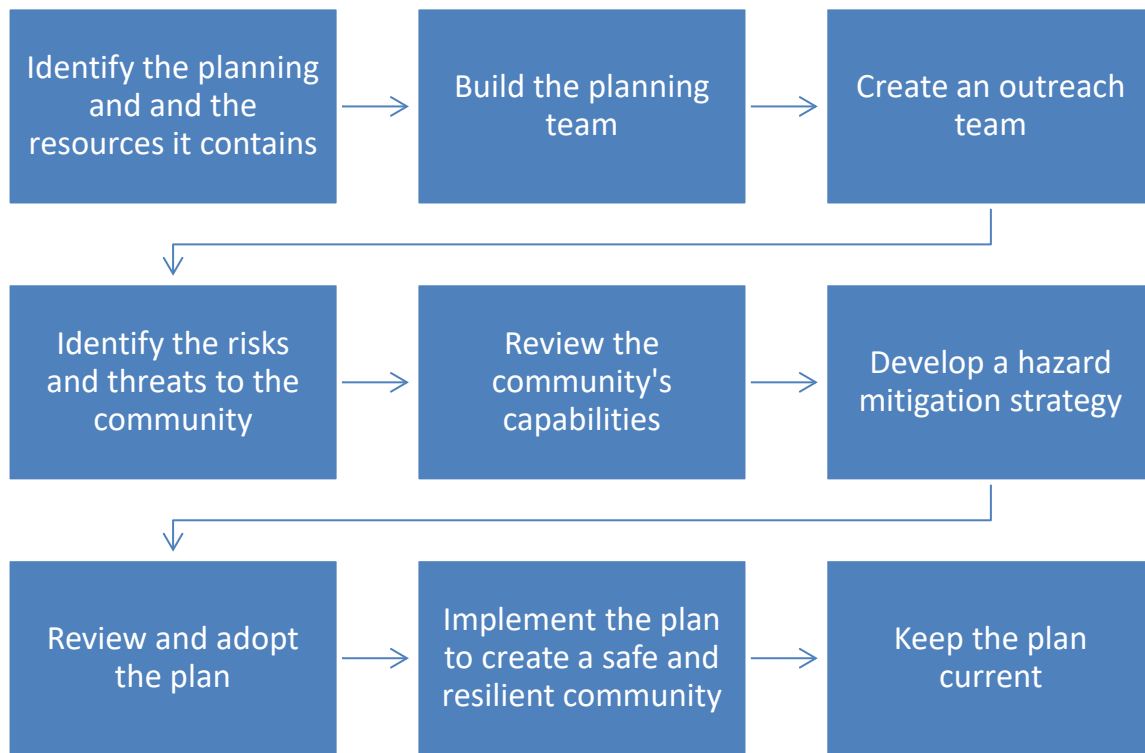 Identify the planning
and and the
resources it contains
Build the planning
team
Create an outreach
team
Identify the risks
and threats to the
community
Review the
community's
capabilities
Develop a hazard
mitigation strategy
Review and adopt
the plan
Implement the plan
to create a safe and
resilient community
Keep the plan
current